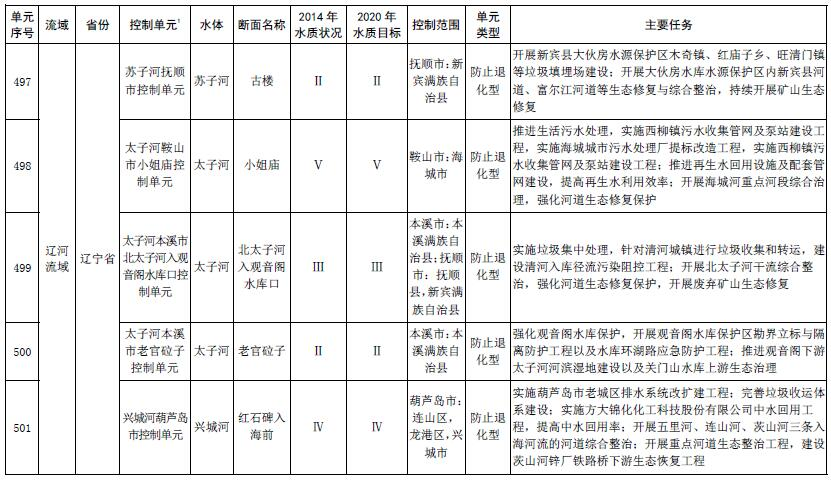 单元
序号
流域
省份
控制单元1
水体
断面名称
2014 年
水质状况
2020 年
水质目标
控制范围
单元
类型
主要任务
辽河
流域
辽宁省
497
苏子河抚顺
市控制单元
苏子河
古楼
II
II
抚顺市：新
宾满族自
治县
防止退
化型
开展新宾县大伙房水源保护区木奇镇、红庙子乡、旺清门镇
等垃圾填埋场建设；开展大伙房水库水源保护区内新宾县河
道、富尔江河道等生态修复与综合整治，持续开展矿山生态
修复
498
太子河鞍山
市小姐庙控
制单元
太子河
小姐庙
V
V
鞍山市：海
城市
防止退
化型
推进生活污水处理，实施西柳镇污水收集管网及泵站建设工
程，实施海城城市污水处理厂提标改造工程，实施西柳镇污
水收集管网及泵站建设工程；推进再生水回用设施及配套管
网建设，提高再生水利用效率；开展海城河重点河段综合治
理，强化河道生态修复保护
499
太子河本溪市
北太子河入观
音阁水库口控
制单元
太子河
北太子河
入观音阁
水库口
III
III
本溪市：本
溪满族自
治县；抚顺
市：抚顺
县，新宾满
族自治县
防止退
化型
实施垃圾集中处理，针对清河城镇进行垃圾收集和转运，建
设清河入库径流污染阻控工程；开展北太子河干流综合整
治，强化河道生态修复保护，开展废弃矿山生态修复
500
太子河本溪
市老官砬子
控制单元
太子河
老官砬子
II
II
本溪市：本
溪满族自
治县
防止退
化型
强化观音阁水库保护，开展观音阁水库保护区勘界立标与隔
离防护工程以及水库环湖路应急防护工程；推进观音阁下游
太子河河滨湿地建设以及关门山水库上游生态治理
501
兴城河葫芦岛
市控制单元
兴城河
红石碑入
海前
IV
IV
葫芦岛市：
连山区，
龙港区，兴
城市
防止退
化型
实施葫芦岛市老城区排水系统改扩建工程；完善垃圾收运体
系建设；实施方大锦化化工科技股份有限公司中水回用工
程，提高中水回用率；开展五里河、连山河、茨山河三条入
海河流的河道综合整治；开展重点河道生态整治工程，建设
茨山河锌厂铁路桥下游生态恢复工程